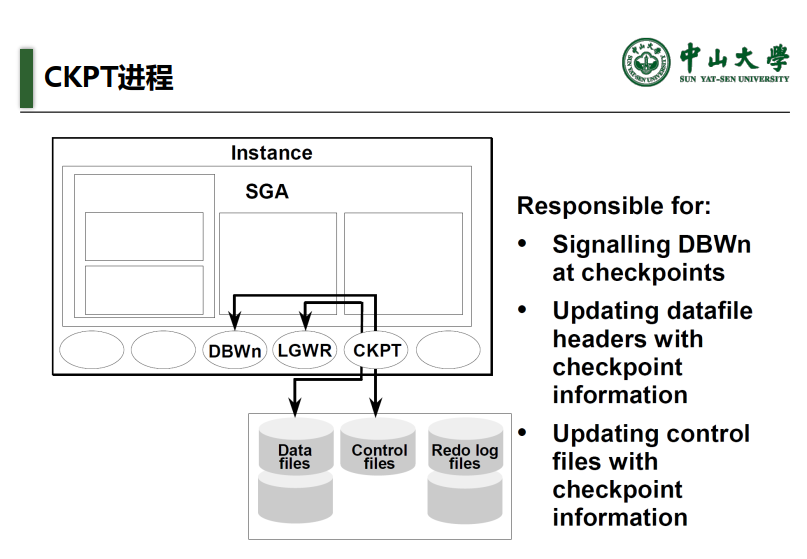 CKPT进程
中山大學
SUN YAT-SEN UNIVERSITY
Instance
SGA
DBWn
LGWR
CKPT
Data
files
Control
files
Redo log
files
Responsible for:
• Signalling DBWn
at checkpoints
• Updating datafile
headers with
checkpoint
information
• Updating control
files with
checkpoint
information